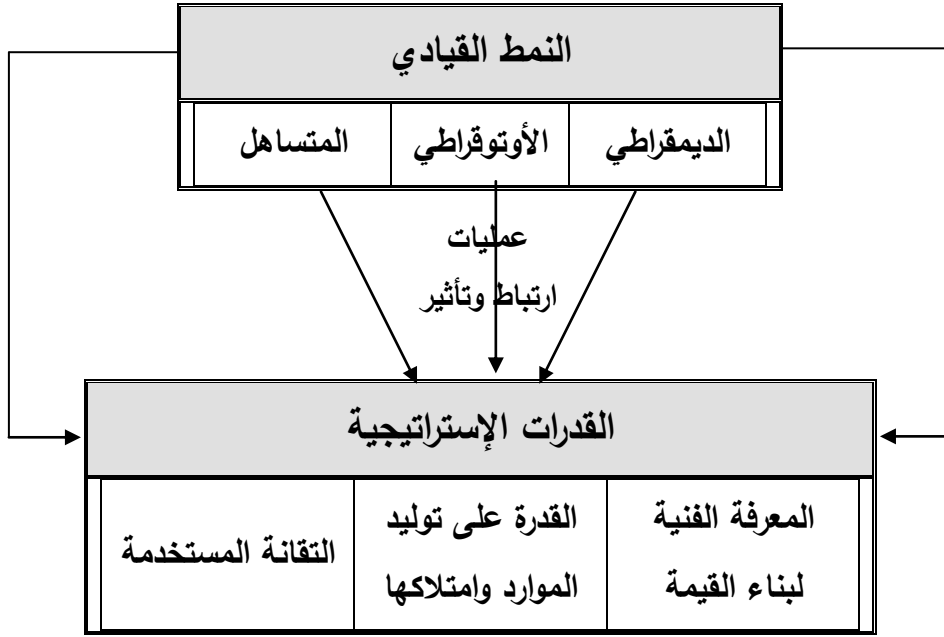 النمط القيادي
الديمقراطي
الأوتوقراطي
المتساهل
عمليات
ارتباط وتأثير
القدرات الإستراتيجية
المعرفة الفنية
لبناء القيمة
القدرة على توليد
الموارد وامتلاكها
التقانة المستخدمة